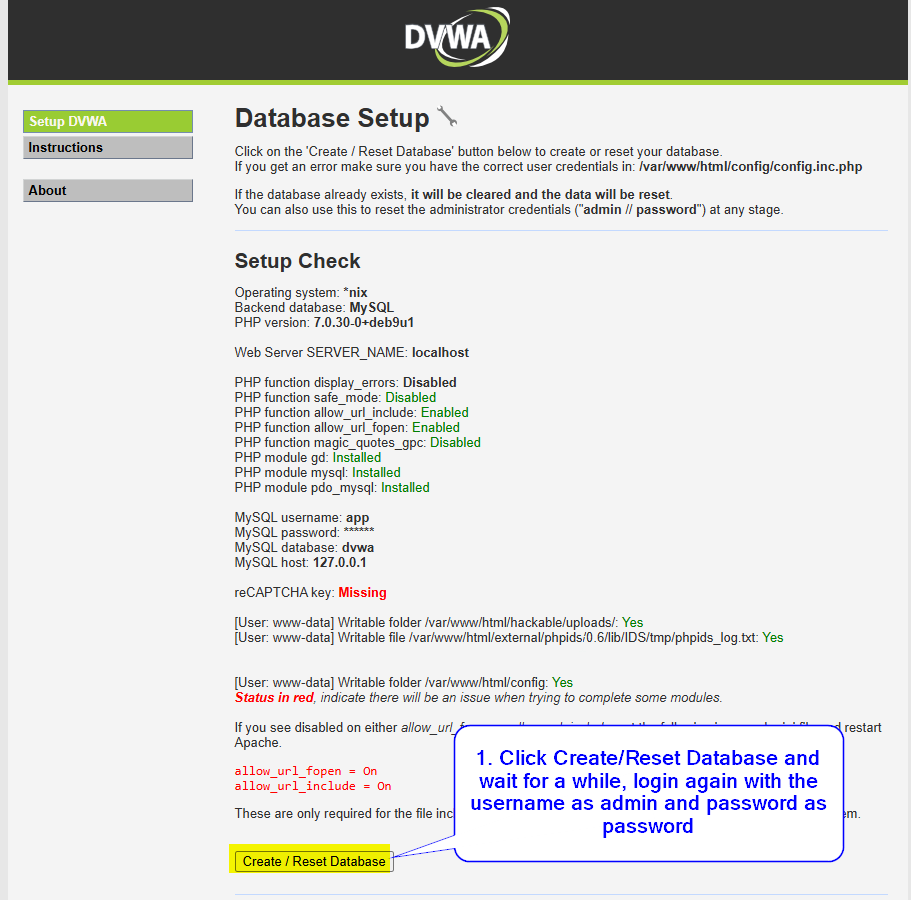 DVWA
Setup DVWA
Instructions
About
Database Setup
Click on the 'Create / Reset Database' button below to create or reset your database.
If you get an error make sure you have the correct user credentials in: /var/www/html/config/config.inc.php
If the database already exists, it will be cleared and the data will be reset.
You can also use this to reset the administrator credentials ("admin // password") at any stage.
Setup Check
Operating system: *nix
Backend database: MySQL
PHP version: 7.0.30-0+deb9u1
Web Server SERVER_NAME: localhost
PHP function display_errors: Disabled
PHP function safe_mode: Disabled
PHP function allow_url_include: Enabled
PHP function allow_url_fopen: Enabled
PHP function magic_quotes_gpc: Disabled
PHP module gd: Installed
PHP module mysql: Installed
PHP module pdo_mysql: Installed
MySQL username: app
MySQL password: ******
MySQL database: dvwa
MySQL host: 127.0.0.1
reCAPTCHA key: Missing
[User: www-data] Writable folder /var/www/html/hackable/uploads/: Yes
[User: www-data] Writable file /var/www/html/external/phpids/0.6/lib/IDS/tmp/phpids_log.txt: Yes
[User: www-data] Writable folder /var/www/html/config: Yes
Status in red, indicate there will be an issue when trying to complete some modules.
If you see disabled on either allow_url_ restart
Apache.
allow_url_fopen = On
allow_url_include = On
These are only required for the file
1. Click Create/Reset Database and
wait for a while, login again with the
username as admin and password as
password
Create / Reset Database